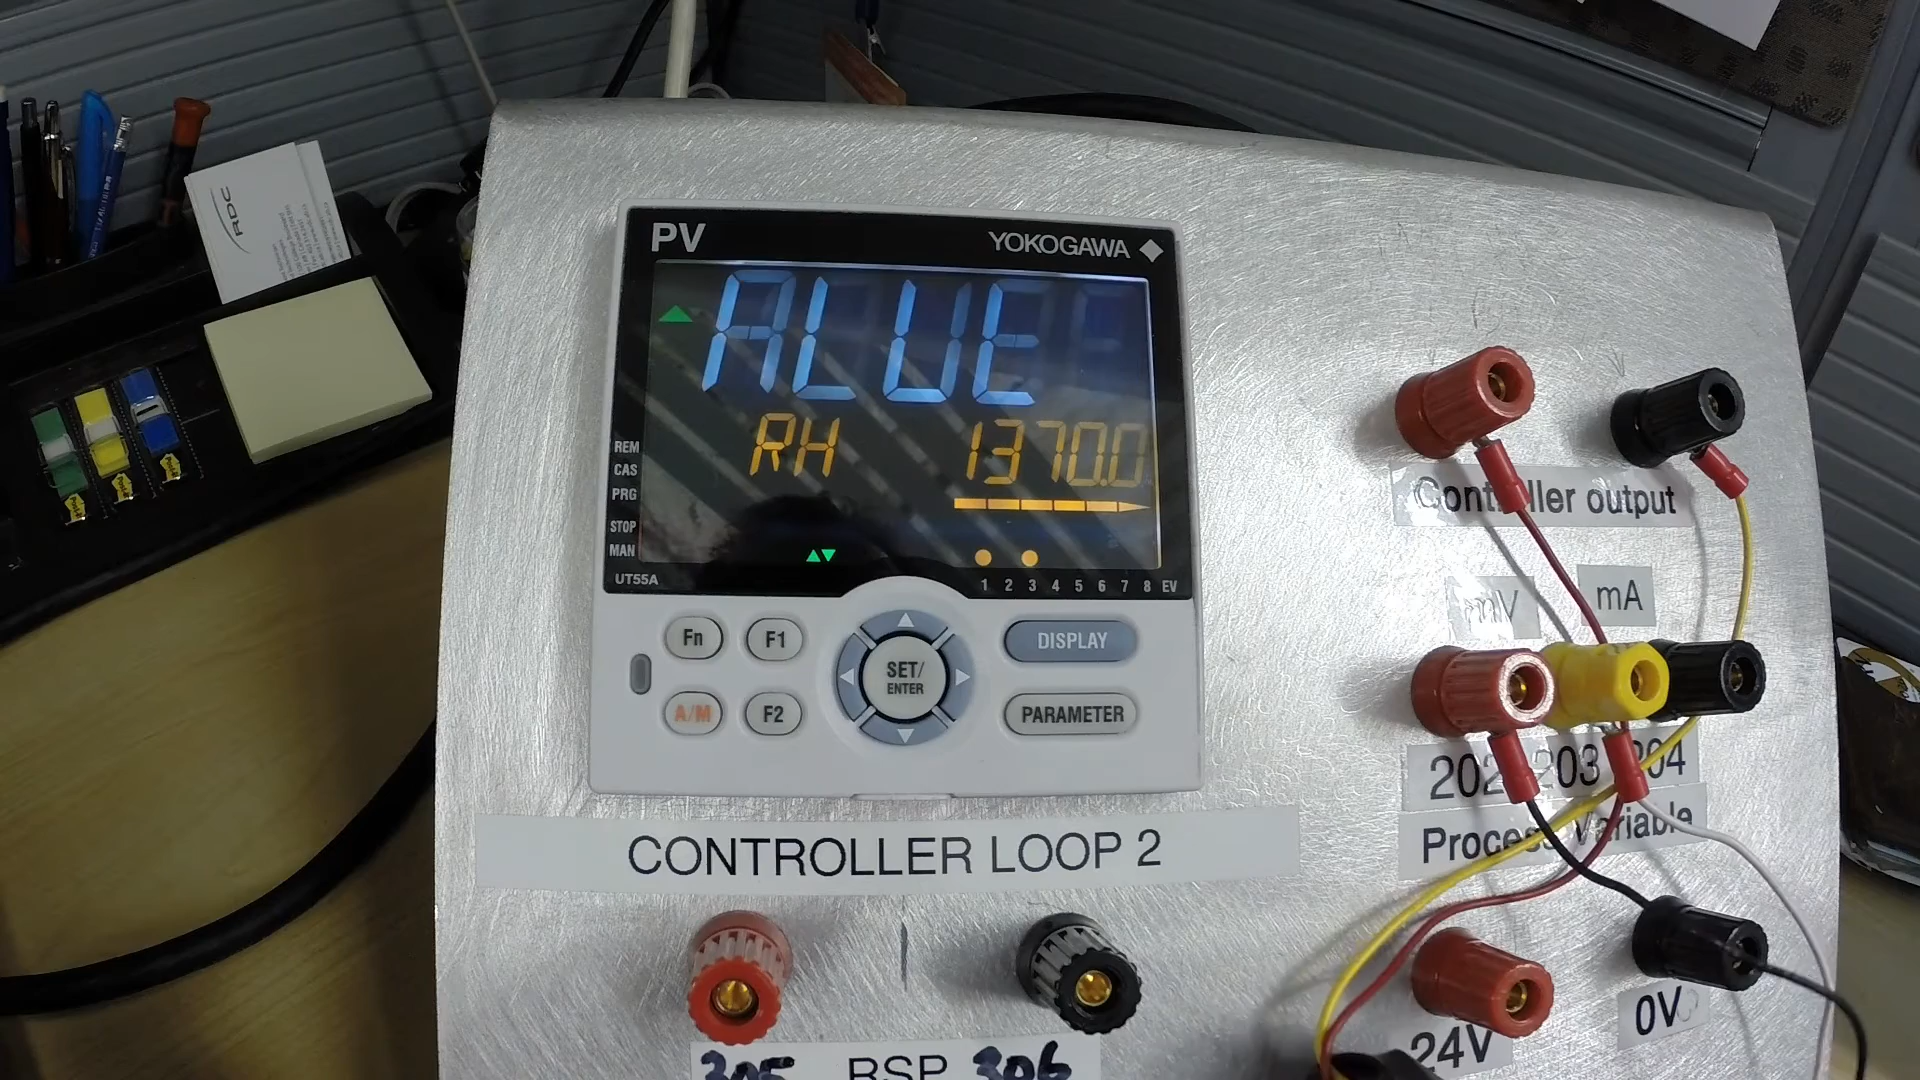 RDC
PV YOKOGAWA
ALUE
RH 1370.0
REM
CAS
PRG
STOP
MAN
UT55A
1 2 3 4 5 6 7 8 EV
Fn F1
A/M F2
SET/
ENTER
DISPLAY
PARAMETER
CONTROLLER LOOP 2
Controller output
mV mA
202 203 204
Process Variable
24V 0V
305 RSP 306